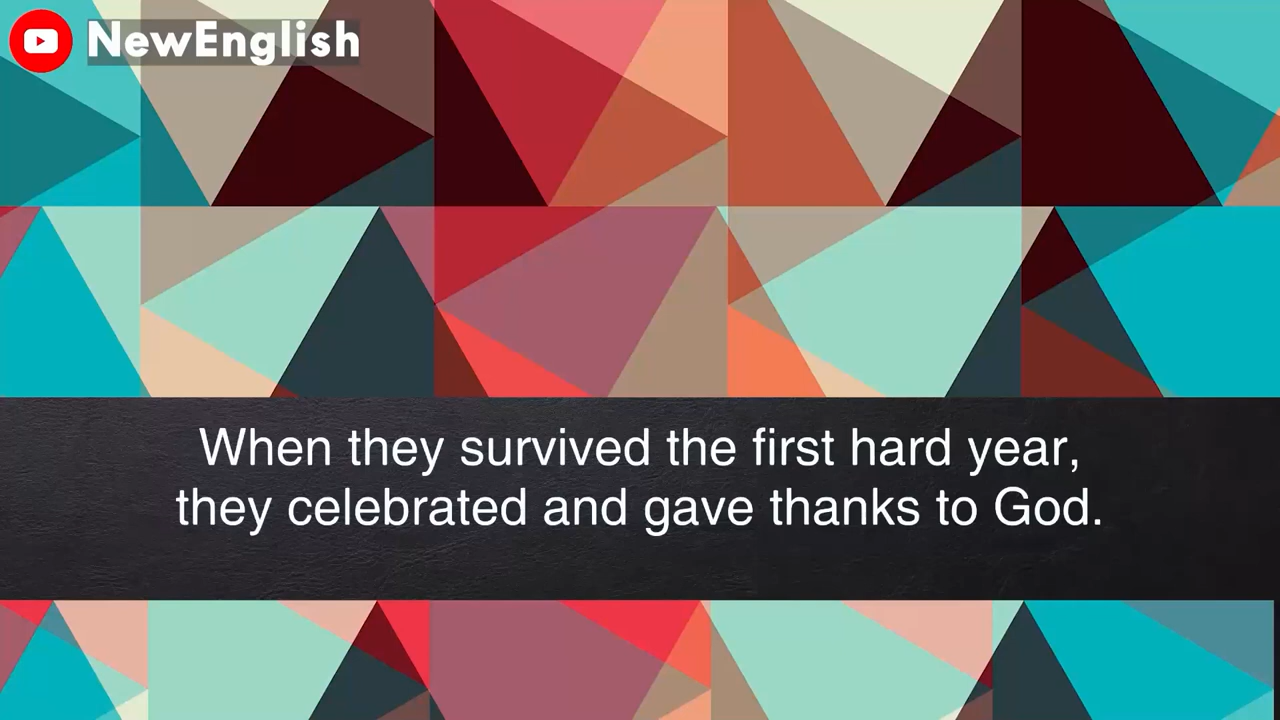 NewEnglish
When they survived the first hard year,
they celebrated and gave thanks to God.